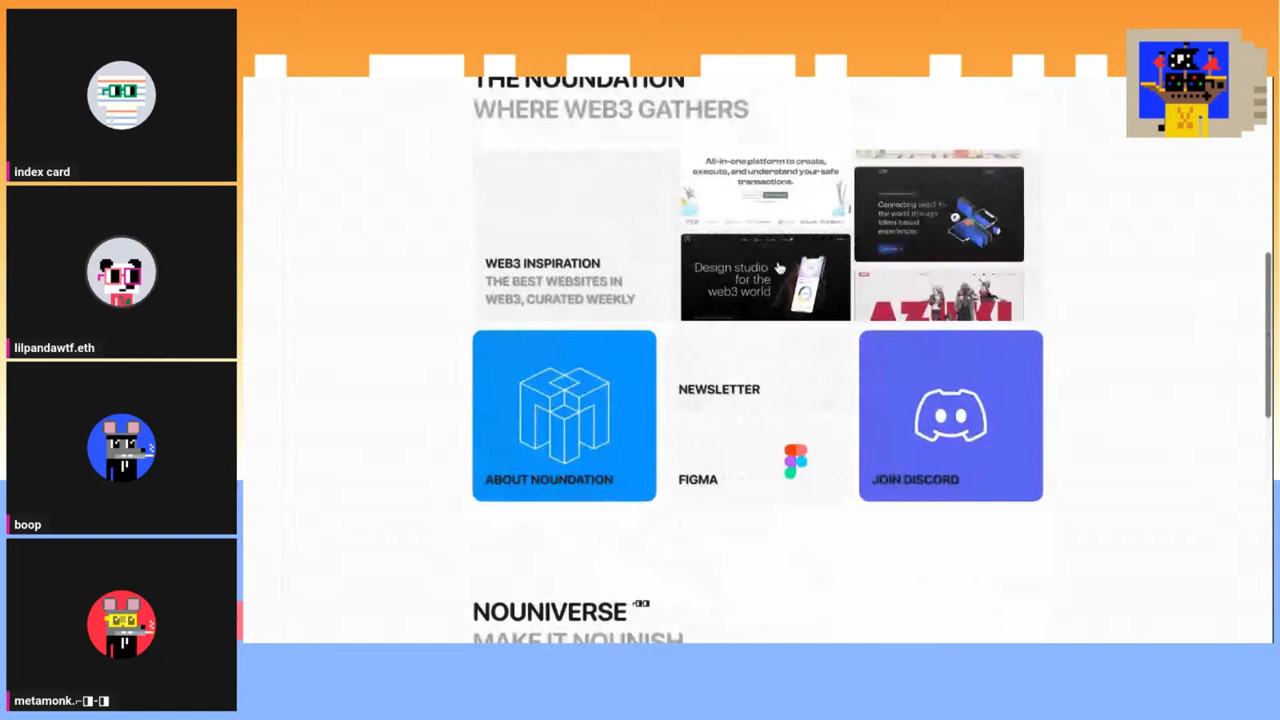 index card
lilpandawtf.eth
boop
metamonk.⌐◨-◨
THE NOUNDATION
WHERE WEB3 GATHERS
WEB3 INSPIRATION
THE BEST WEBSITES IN
WEB3, CURATED WEEKLY
All-in-one platform to create,
execute, and understand your safe
transactions.
Design studio
for the
web3 world
Connecting web3 to
the world through
token-based
experiences.
AZUKI
ABOUT NOUNDATION
NEWSLETTER
FIGMA
JOIN DISCORD
NOUNIVERSE
MAKE IT NOUNISH